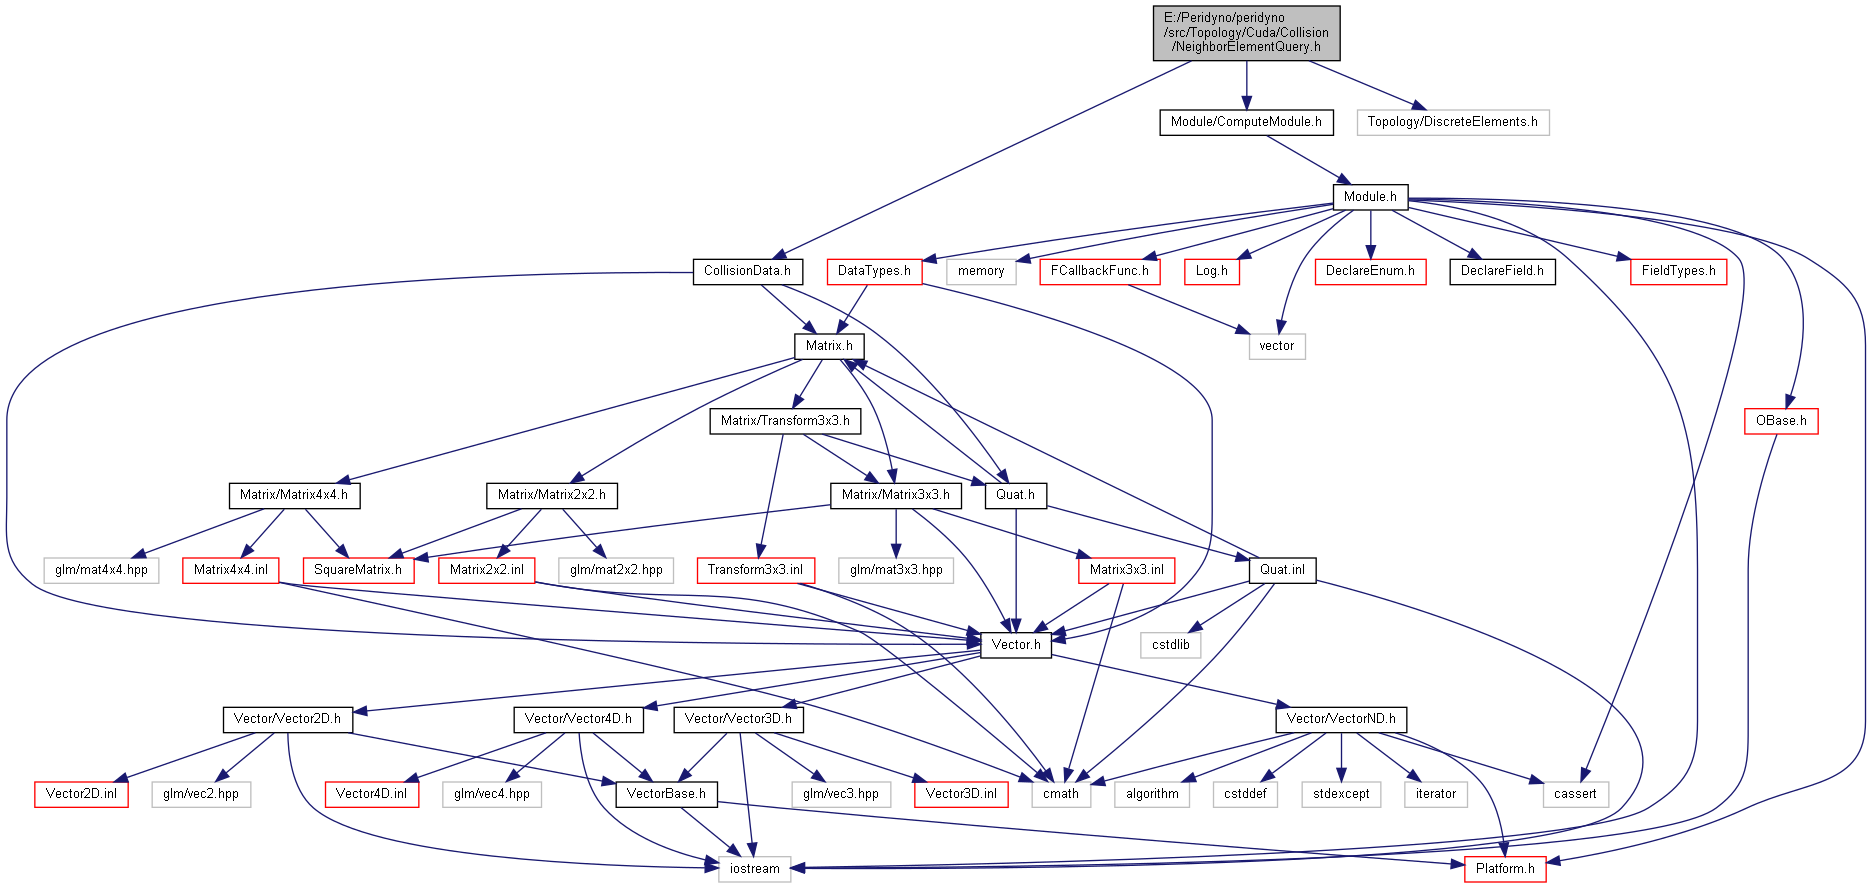 E:/Peridyno/peridyno
/src/Topology/Cuda/Collision
/NeighborElementQuery.h
Module/ComputeModule.h
Topology/DiscreteElements.h
Module.h
CollisionData.h
DataTypes.h
memory
FCallbackFunc.h
Log.h
DeclareEnum.h
DeclareField.h
FieldTypes.h
Matrix.h
vector
Matrix/Transform3x3.h
OBase.h
Matrix/Matrix4x4.h
Matrix/Matrix2x2.h
Matrix/Matrix3x3.h
Quat.h
glm/mat4x4.hpp
Matrix4x4.inl
SquareMatrix.h
Matrix2x2.inl
glm/mat2x2.hpp
Transform3x3.inl
glm/mat3x3.hpp
Matrix3x3.inl
Quat.inl
Vector.h
cstdlib
Vector/Vector2D.h
Vector/Vector4D.h
Vector/Vector3D.h
Vector/VectorND.h
Vector2D.inl
glm/vec2.hpp
Vector4D.inl
glm/vec4.hpp
VectorBase.h
glm/vec3.hpp
Vector3D.inl
cmath
algorithm
cstddef
stdexcept
iterator
cassert
iostream
Platform.h